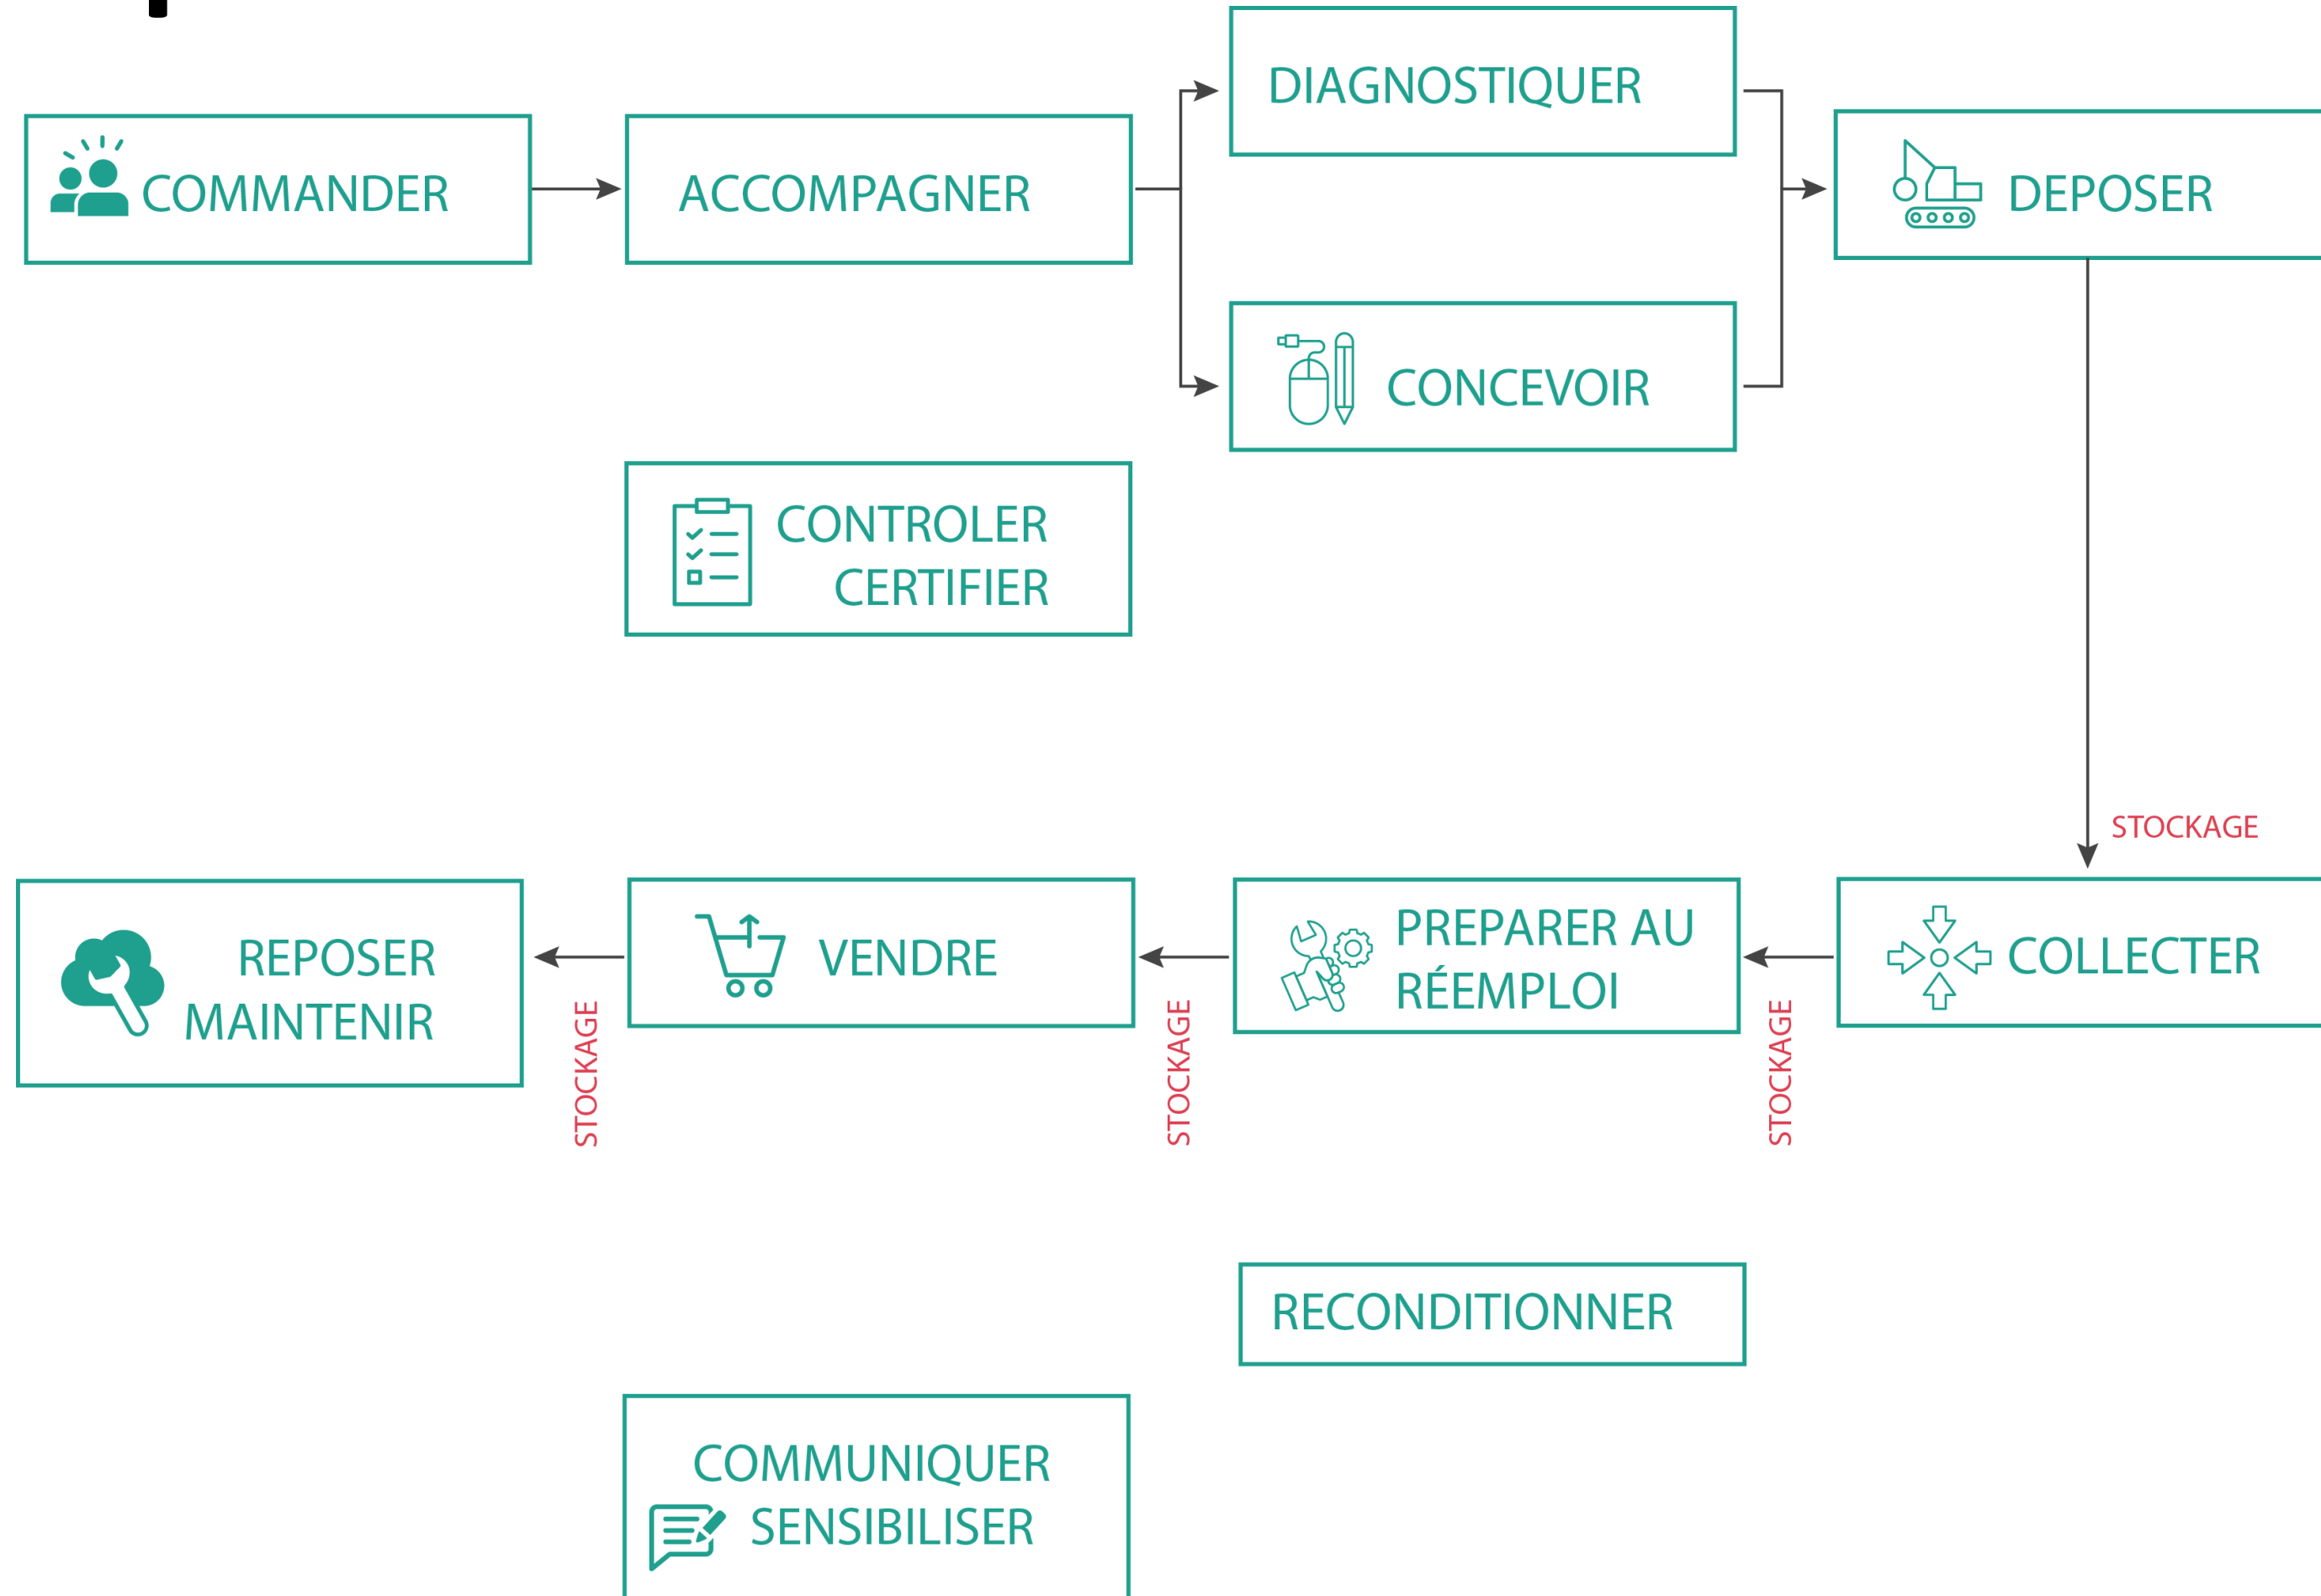 DIAGNOSTIQUER
COMMANDER
ACCOMPAGNER
DEPOSER
CONCEVOIR
CONTROLER
CERTIFIER
STOCKAGE
REPOSER
MAINTENIR
VENDRE
PREPARER AU
RÉEMPLOI
COLLECTER
STOCKAGE
STOCKAGE
STOCKAGE
RECONDITIONNER
COMMUNIQUER
SENSIBILISER